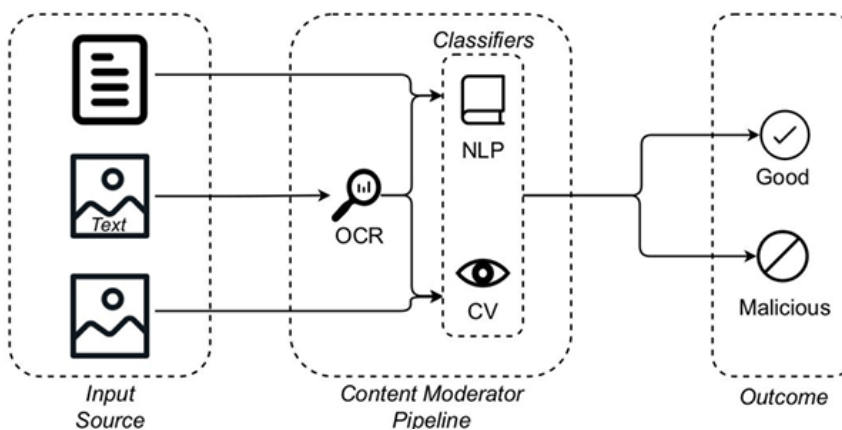 Classifiers
NLP
Text
OCR
CV
Good
Malicious
Input
Source
Content Moderator
Pipeline
Outcome